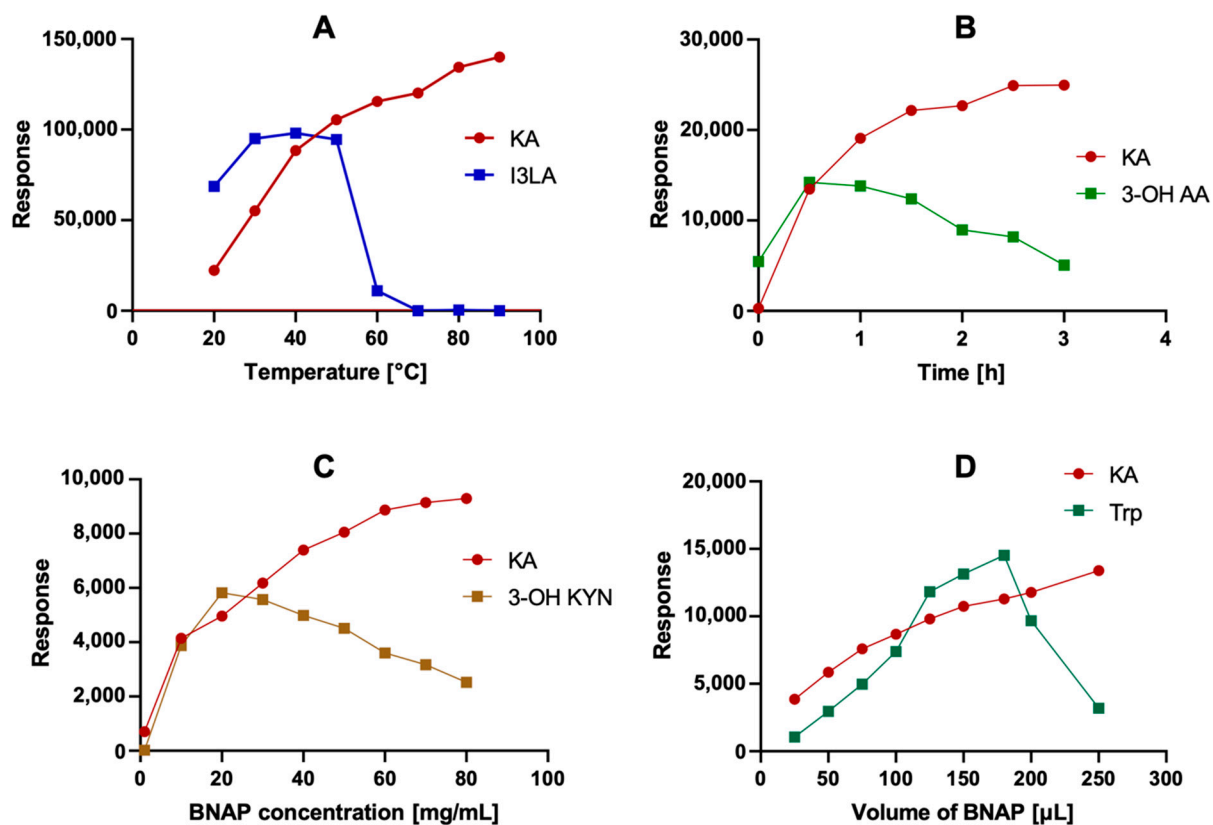 A
150,000
100,000
50,000
0
Response
KA
I3LA
0 20 40 60 80 100
Temperature [°C]
B
30,000
20,000
10,000
0
Response
KA
3-OH AA
0 1 2 3 4
Time [h]
C
10,000
8,000
6,000
4,000
2,000
0
Response
KA
3-OH KYN
0 20 40 60 80 100
BNAP concentration [mg/mL]
D
20,000
15,000
10,000
5,000
0
Response
KA
Trp
0 50 100 150 200 250 300
Volume of BNAP [µL]